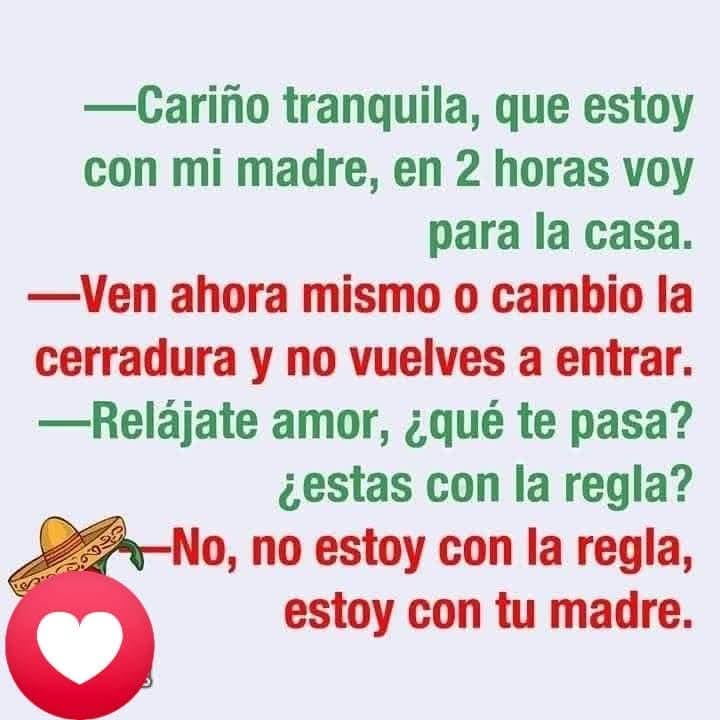 —Cariño tranquila, que estoy
con mi madre, en 2 horas voy
para la casa.
—Ven ahora mismo o cambio la
cerradura y no vuelves a entrar.
—Relájate amor, ¿qué te pasa?
¿estas con la regla?
—No, no estoy con la regla,
estoy con tu madre.